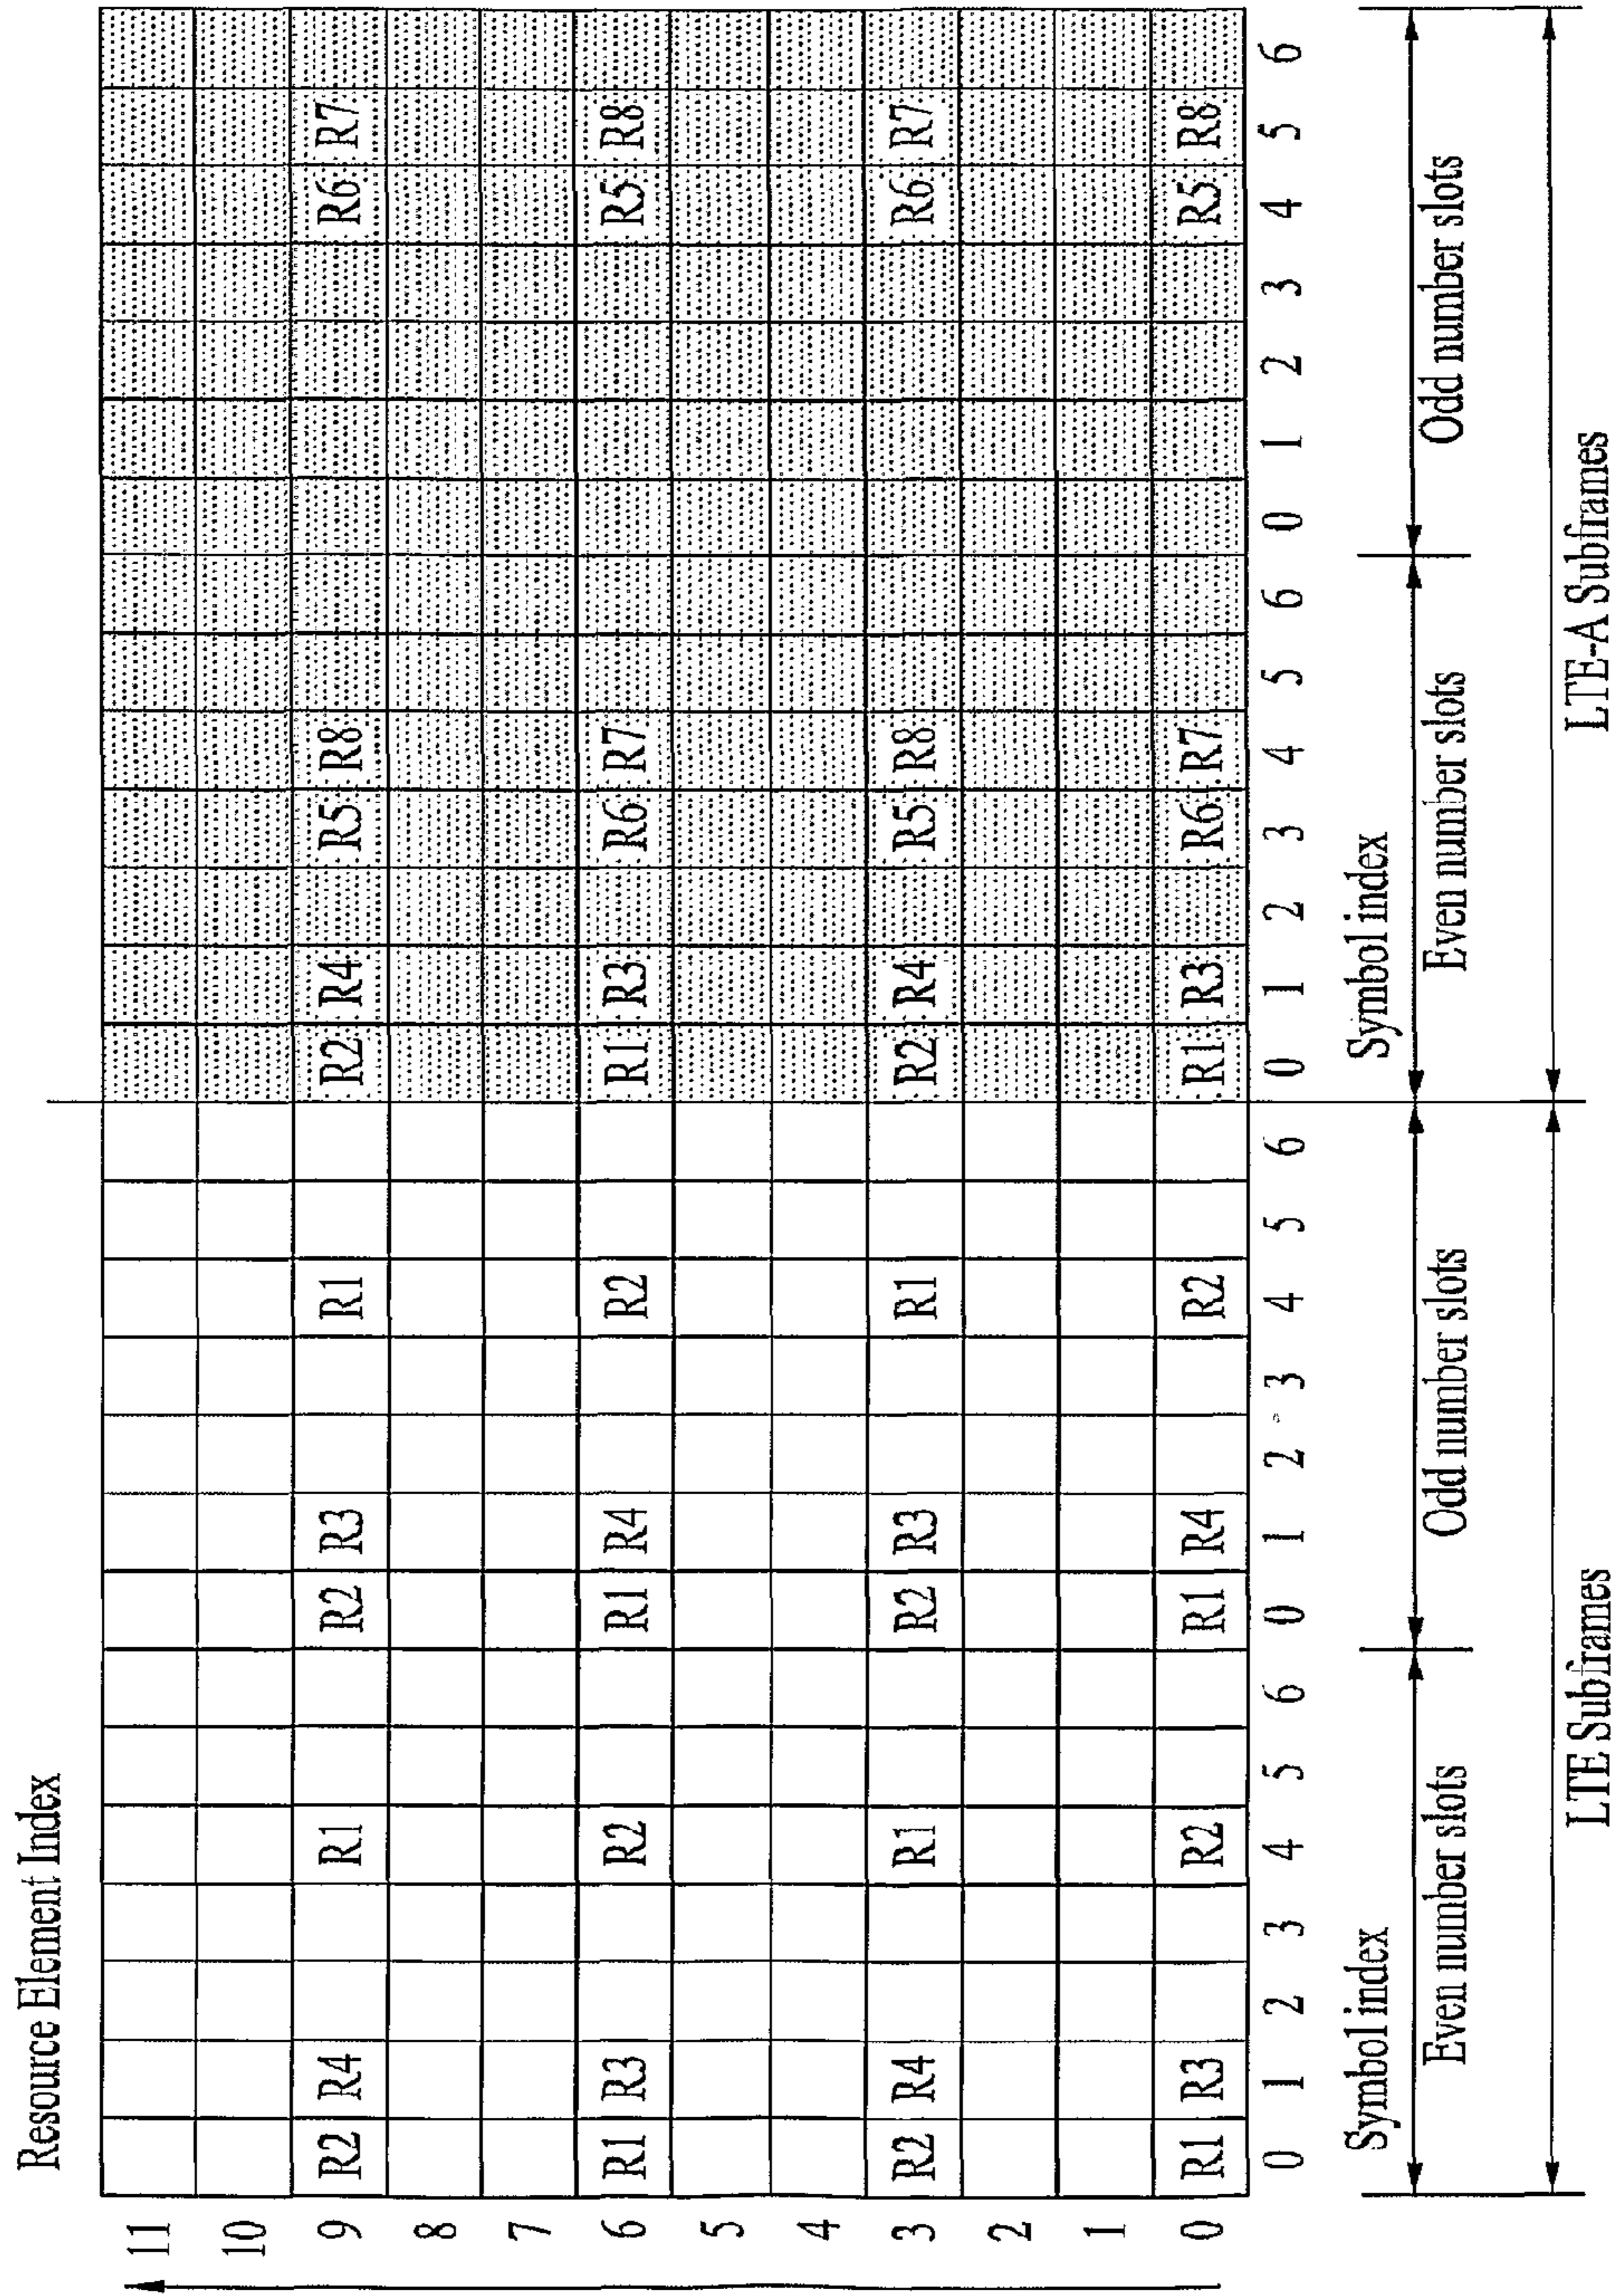 Resource Element Index
11
10
9 R2 R4 R1 R2 R3 R1 R2 R4 R5 R8 R6 R7
8
7
6 R1 R3 R2 R1 R4 R2 R1 R3 R6 R7 R5 R8
5
4
3 R2 R4 R1 R2 R3 R1 R2 R4 R5 R8 R6 R7
2
1
0 R1 R3 R2 R1 R4 R2 R1 R3 R6 R7 R5 R8
0 1 2 3 4 5 6 0 1 2 3 4 5 6 0 1 2 3 4 5 6 0 1 2 3 4 5 6
Symbol index Symbol index
Even number slots Odd number slots Even number slots Odd number slots
LTE Subframes LTE-A Subframes